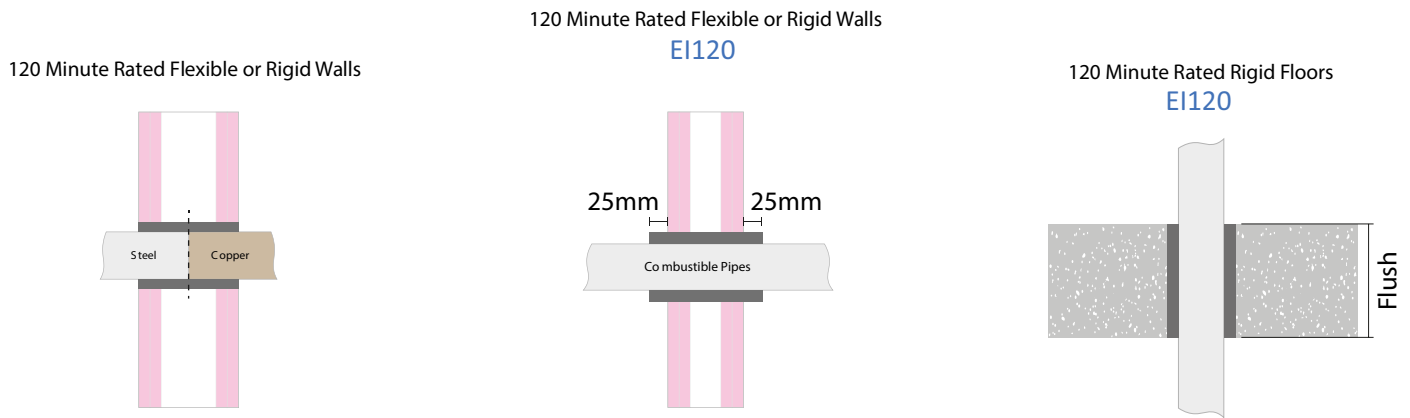 120 Minute Rated Flexible or Rigid Walls
Steel
Copper
120 Minute Rated Flexible or Rigid Walls
EI120
25mm
25mm
Combustible Pipes
120 Minute Rated Rigid Floors
EI120
Flush